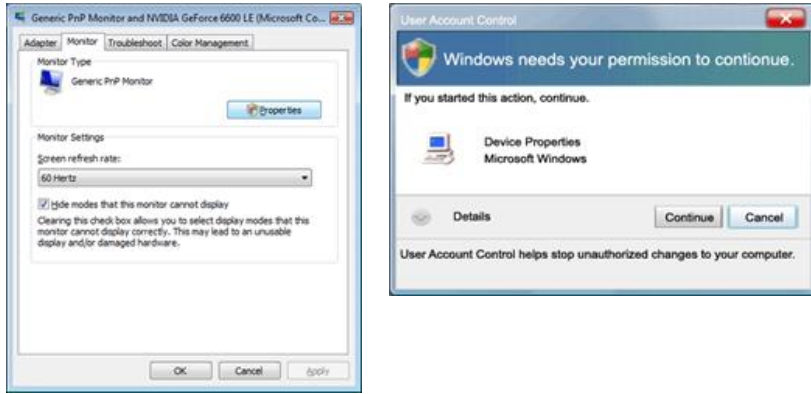 Generic PnP Monitor and NVIDIA GeForce 6600 LE (Microsoft Co...
Adapter Monitor Troubleshoot Color Management
Monitor Type
Generic PnP Monitor
Properties
Monitor Settings
Screen refresh rate:
60 Hertz
Hide modes that this monitor cannot display
Clearing this check box allows you to select display modes that this
monitor cannot display correctly. This may lead to an unusable
display and/or damaged hardware.
OK Cancel Apply
User Account Control
Windows needs your permission to contionue.
If you started this action, continue.
Device Properties
Microsoft Windows
Details Continue Cancel
User Account Control helps stop unauthorized changes to your computer.